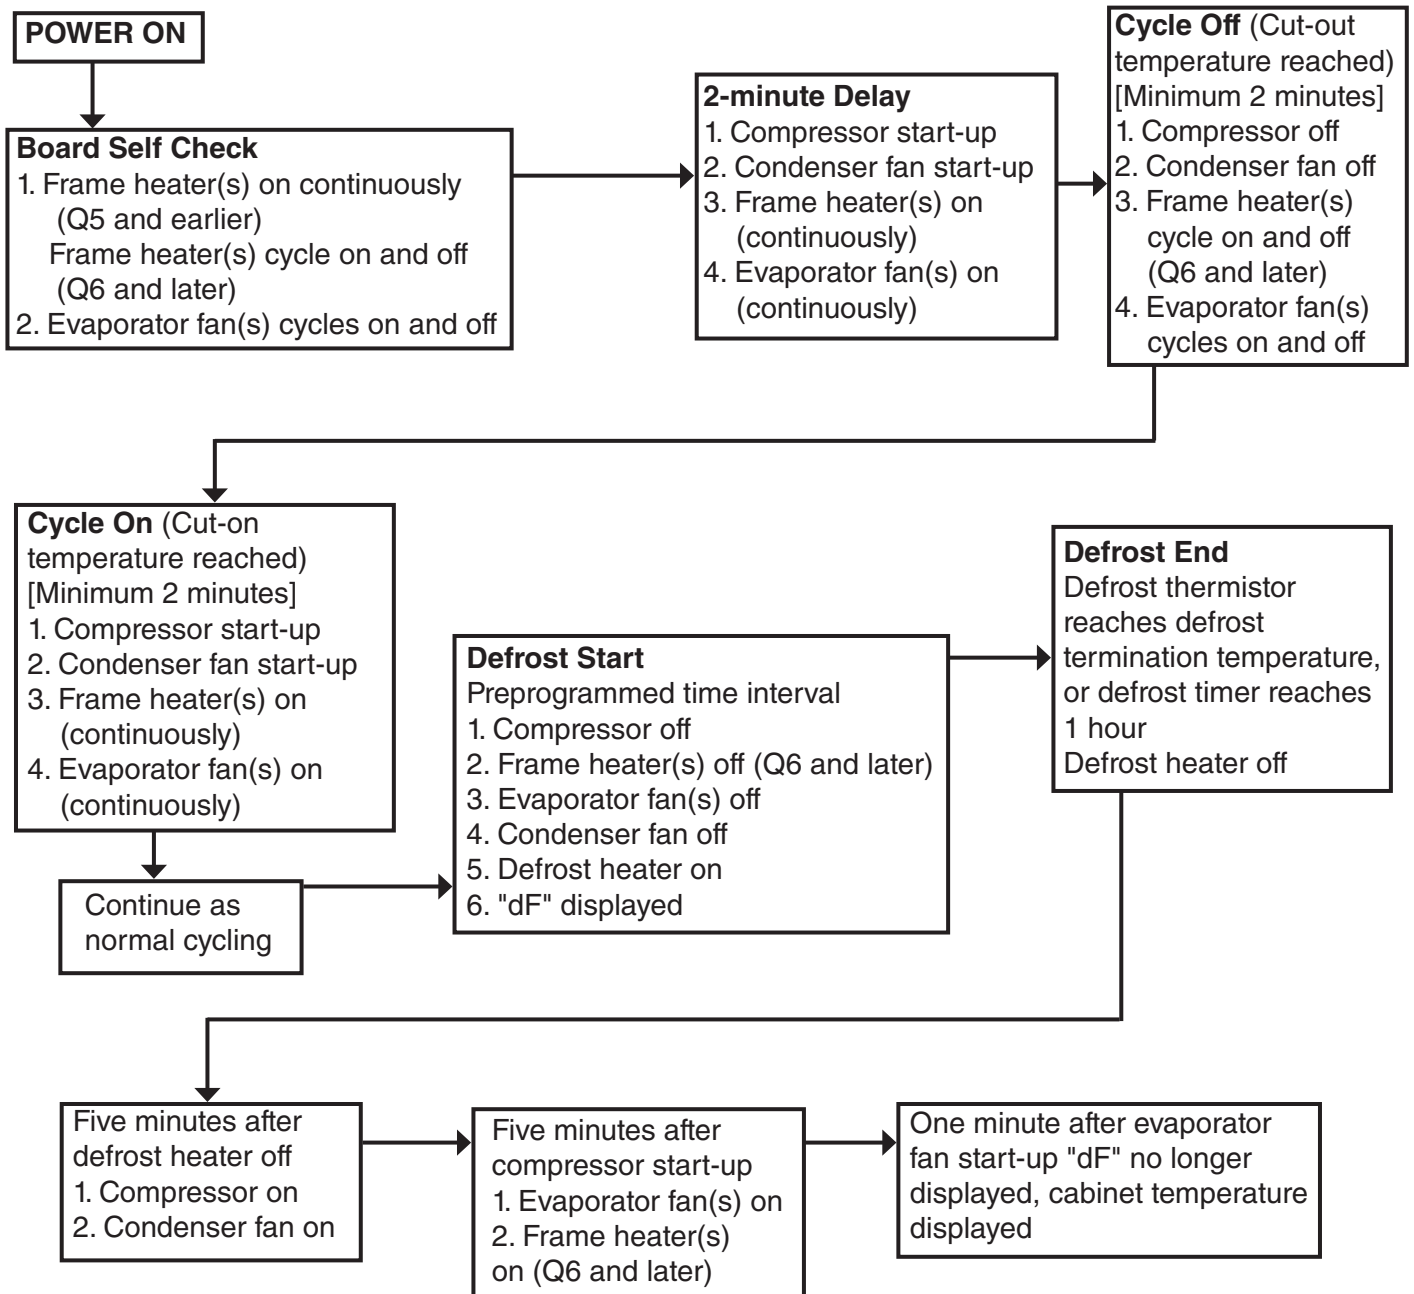 POWER ON
Board Self Check
1. Frame heater(s) on continuously
(Q5 and earlier)
Frame heater(s) cycle on and off
(Q6 and later)
2. Evaporator fan(s) cycles on and off
2-minute Delay
1. Compressor start-up
2. Condenser fan start-up
3. Frame heater(s) on
(continuously)
4. Evaporator fan(s) on
(continuously)
Cycle Off (Cut-out
temperature reached)
[Minimum 2 minutes]
1. Compressor off
2. Condenser fan off
3. Frame heater(s)
cycle on and off
(Q6 and later)
4. Evaporator fan(s)
cycles on and off
Cycle On (Cut-on
temperature reached)
[Minimum 2 minutes]
1. Compressor start-up
2. Condenser fan start-up
3. Frame heater(s) on
(continuously)
4. Evaporator fan(s) on
(continuously)
Continue as
normal cycling
Defrost Start
Preprogrammed time interval
1. Compressor off
2. Frame heater(s) off (Q6 and later)
3. Evaporator fan(s) off
4. Condenser fan off
5. Defrost heater on
6. "dF" displayed
Defrost End
Defrost thermistor
reaches defrost
termination temperature,
or defrost timer reaches
1 hour
Defrost heater off
Five minutes after
defrost heater off
1. Compressor on
2. Condenser fan on
Five minutes after
compressor start-up
1. Evaporator fan(s) on
2. Frame heater(s)
on (Q6 and later)
One minute after evaporator
fan start-up "dF" no longer
displayed, cabinet temperature
displayed